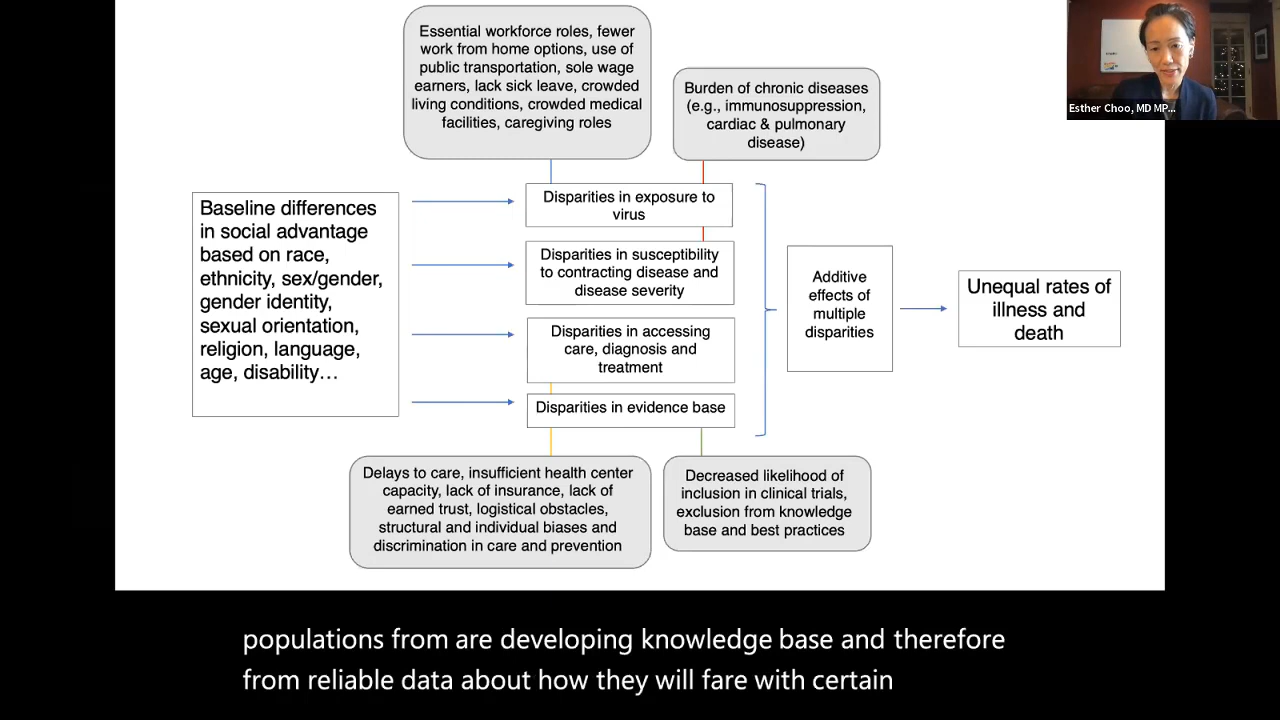 Essential workforce roles, fewer
work from home options, use of
public transportation, sole wage
earners, lack sick leave, crowded
living conditions, crowded medical
facilities, caregiving roles
Burden of chronic diseases
(e.g., immunosuppression,
cardiac & pulmonary
disease)
Esther Choo, MD MP...
Baseline differences
in social advantage
based on race,
ethnicity, sex/gender,
gender identity,
sexual orientation,
religion, language,
age, disability…
Disparities in exposure to
virus
Disparities in susceptibility
to contracting disease and
disease severity
Disparities in accessing
care, diagnosis and
treatment
Disparities in evidence base
Additive
effects of
multiple
disparities
Unequal rates of
illness and
death
Delays to care, insufficient health center
capacity, lack of insurance, lack of
earned trust, logistical obstacles,
structural and individual biases and
discrimination in care and prevention
Decreased likelihood of
inclusion in clinical trials,
exclusion from knowledge
base and best practices
populations from are developing knowledge base and therefore
from reliable data about how they will fare with certain